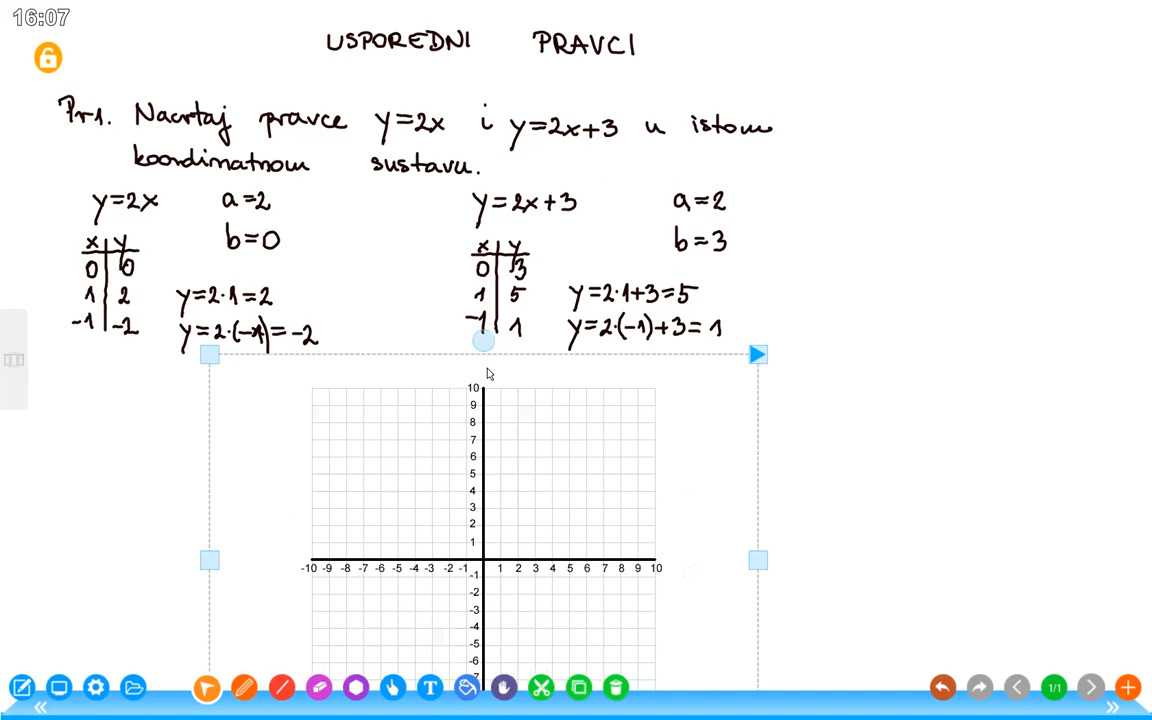 16:07
USPOREDNI PRAVCI
Pr1. Nacrtaj pravce y=2x i y=2x+3 u istom
koordinatnom sustavu.
y=2x a=2 y=2x+3 a=2
b=0 b=3
x y x y
0 0 0 3
1 2 y=2·1=2 1 5 y=2·1+3=5
-1 -2 y=2·(-1)=-2 -1 1 y=2·(-1)+3=1
10
9
8
7
6
5
4
3
2
1
-10 -9 -8 -7 -6 -5 -4 -3 -2 -1 1 2 3 4 5 6 7 8 9 10
-1
-2
-3
-4
-5
-6
-7
T 1/1